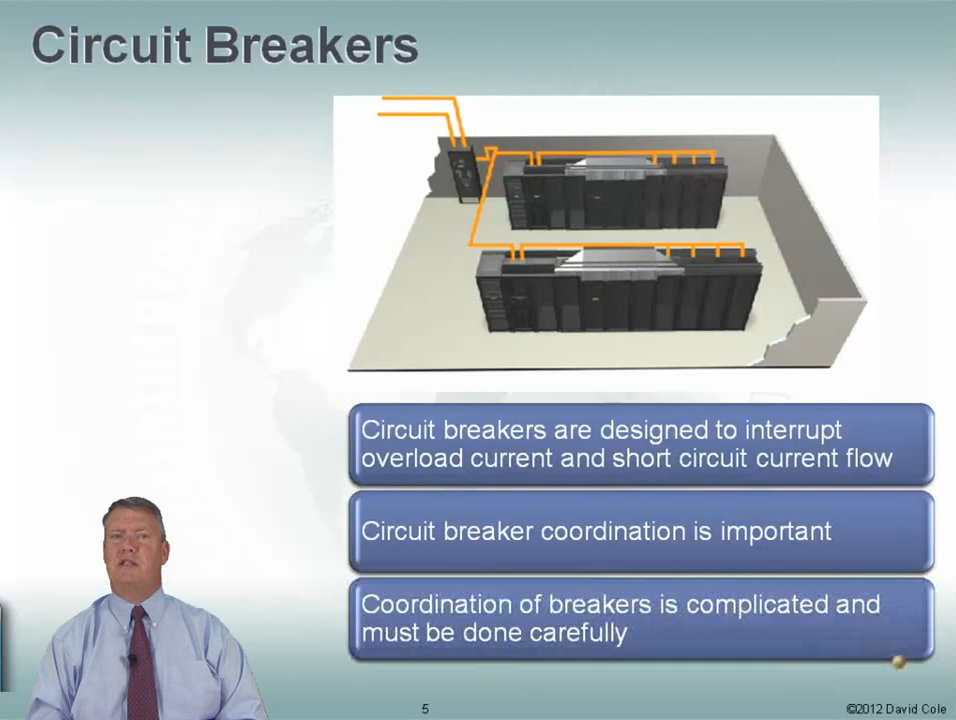 Circuit Breakers
Circuit breakers are designed to interrupt
overload current and short circuit current flow
Circuit breaker coordination is important
Coordination of breakers is complicated and
must be done carefully
5
©2012 David Cole